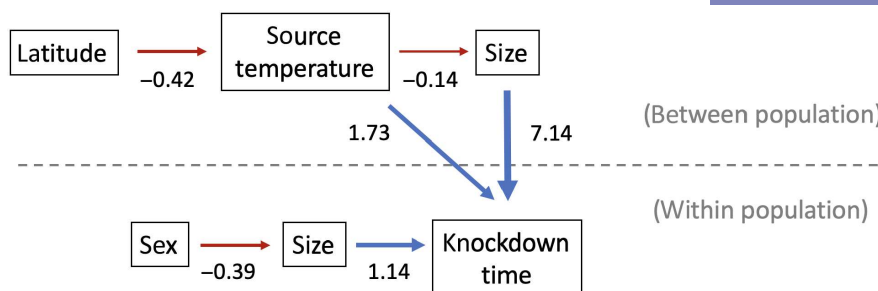 Latitude
Source
temperature
Size
−0.42
−0.14
(Between population)
1.73
7.14
(Within population)
Sex
Size
Knockdown
time
−0.39
1.14